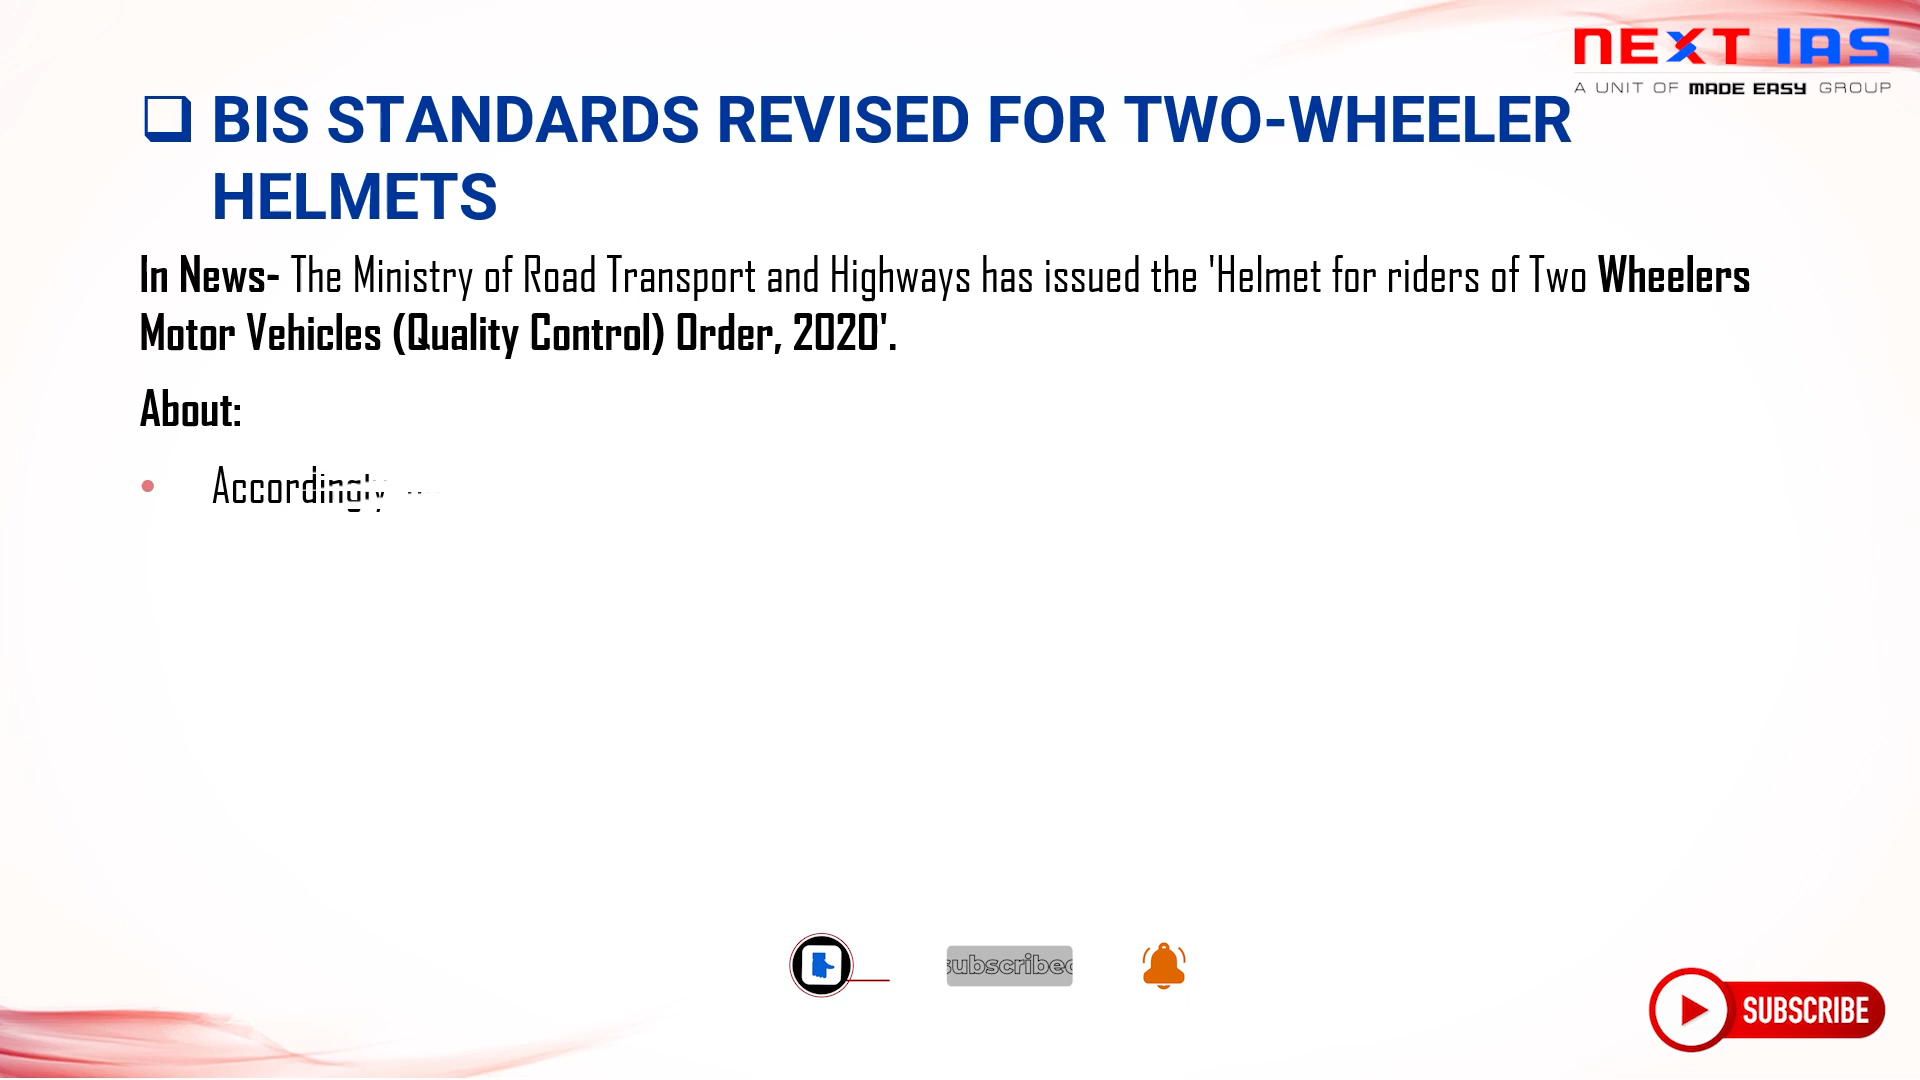 NEXT IAS
A UNIT OF MADE EASY GROUP
BIS STANDARDS REVISED FOR TWO-WHEELER
HELMETS
In News- The Ministry of Road Transport and Highways has issued the 'Helmet for riders of Two Wheelers
Motor Vehicles (Quality Control) Order, 2020'.
About:
• Accordingly
subscribed
SUBSCRIBE